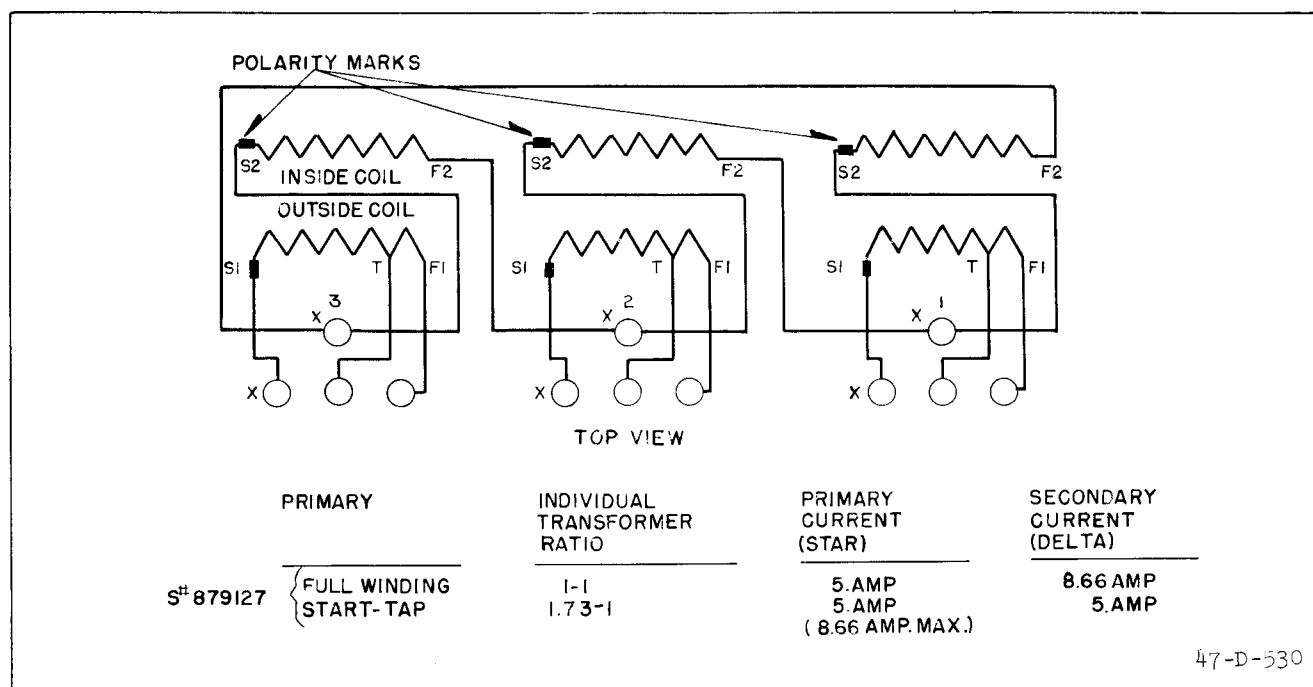 POLARITY MARKS
S2 F2 S2 F2 S2 F2
INSIDE COIL
OUTSIDE COIL
S1 T F1 S1 T F1 S1 T F1
3 2 1
X X X
X X X
TOP VIEW
PRIMARY
INDIVIDUAL
TRANSFORMER
RATIO
PRIMARY
CURRENT
(STAR)
SECONDARY
CURRENT
(DELTA)
S# 879127
FULL WINDING 1-1 5.AMP 8.66 AMP
START-TAP 1.73-1 5.AMP 5.AMP
(8.66 AMP. MAX.)
47-D-530